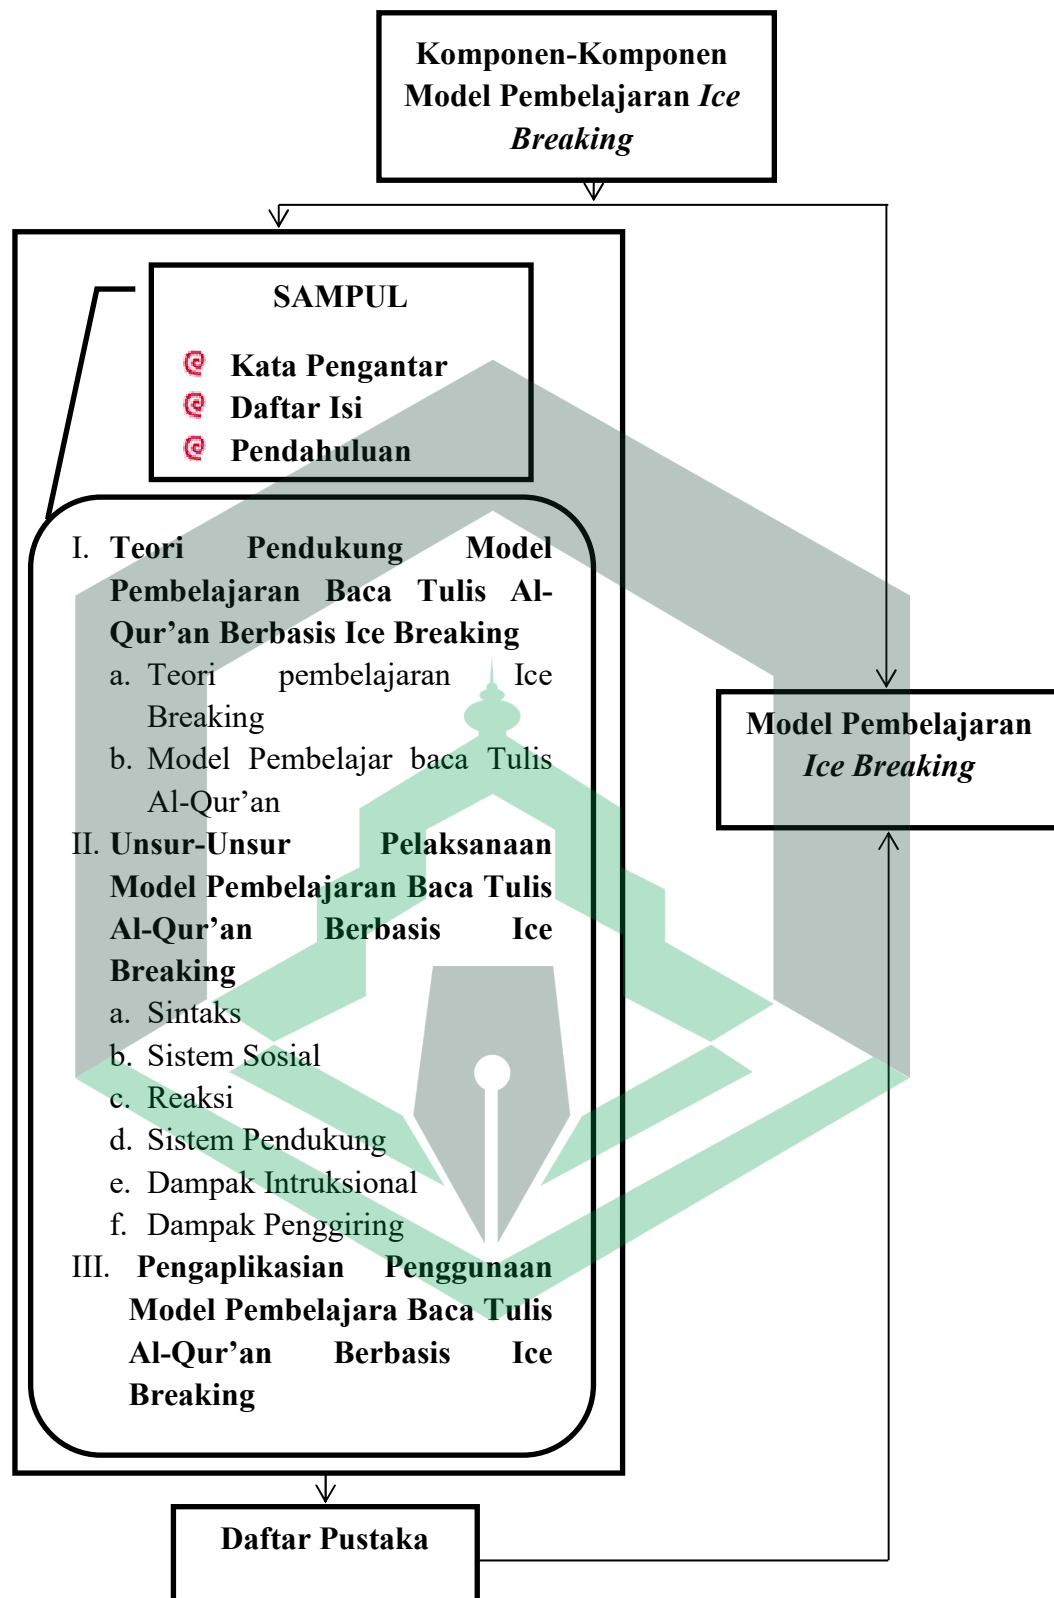 Komponen-Komponen
Model Pembelajaran Ice
Breaking
SAMPUL
Kata Pengantar
Daftar Isi
Pendahuluan
I. Teori Pendukung Model
Pembelajaran Baca Tulis Al-
Qur’an Berbasis Ice Breaking
a. Teori pembelajaran Ice
Breaking
b. Model Pembelajar baca Tulis
Al-Qur’an
II. Unsur-Unsur Pelaksanaan
Model Pembelajaran Baca Tulis
Al-Qur’an Berbasis Ice
Breaking
a. Sintaks
b. Sistem Sosial
c. Reaksi
d. Sistem Pendukung
e. Dampak Intruksional
f. Dampak Penggiring
III. Pengaplikasian Penggunaan
Model Pembelajara Baca Tulis
Al-Qur’an Berbasis Ice
Breaking
Model Pembelajaran
Ice Breaking
Daftar Pustaka